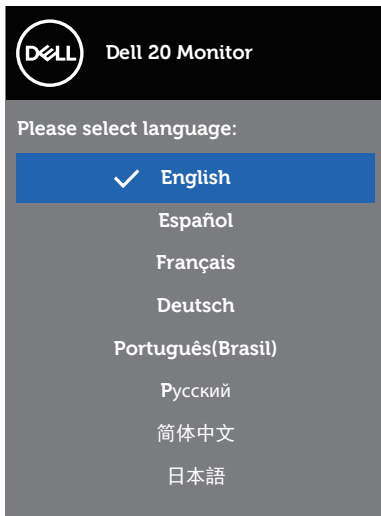 DELL Dell 20 Monitor
Please select language:
English
Español
Français
Deutsch
Português(Brasil)
Русский
简体中文
日本語